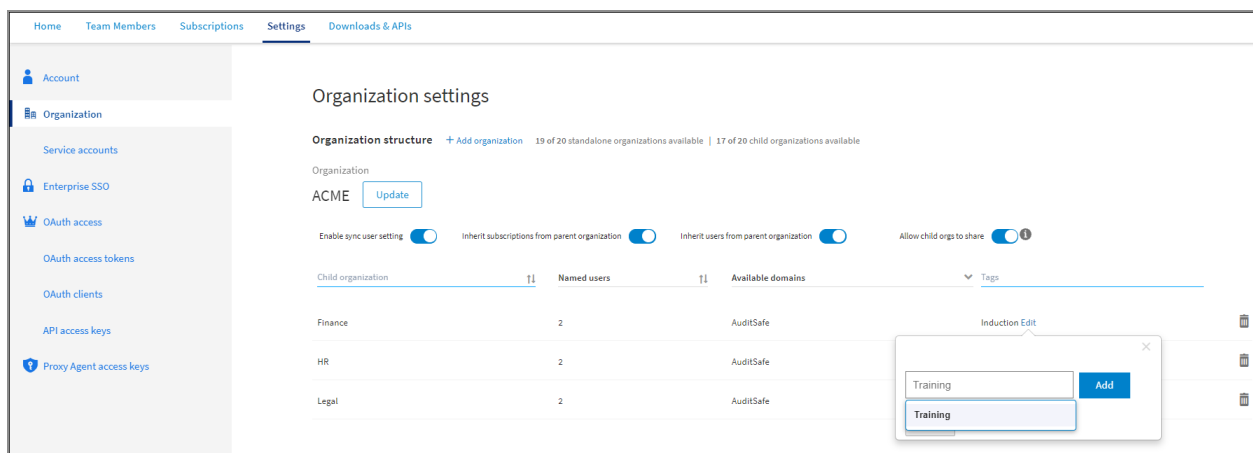 Home Team Members Subscriptions Settings Downloads & APIs
Account
Organization
Service accounts
Enterprise SSO
OAuth access
OAuth access tokens
OAuth clients
API access keys
Proxy Agent access keys
Organization settings
Organization structure + Add organization 19 of 20 standalone organizations available | 17 of 20 child organizations available
Organization
ACME Update
Enable sync user setting Inherit subscriptions from parent organization Inherit users from parent organization Allow child orgs to share
Child organization Named users Available domains Tags
Finance 2 AuditSafe Induction Edit
HR 2 AuditSafe
Legal 2 AuditSafe
Training Add
Training